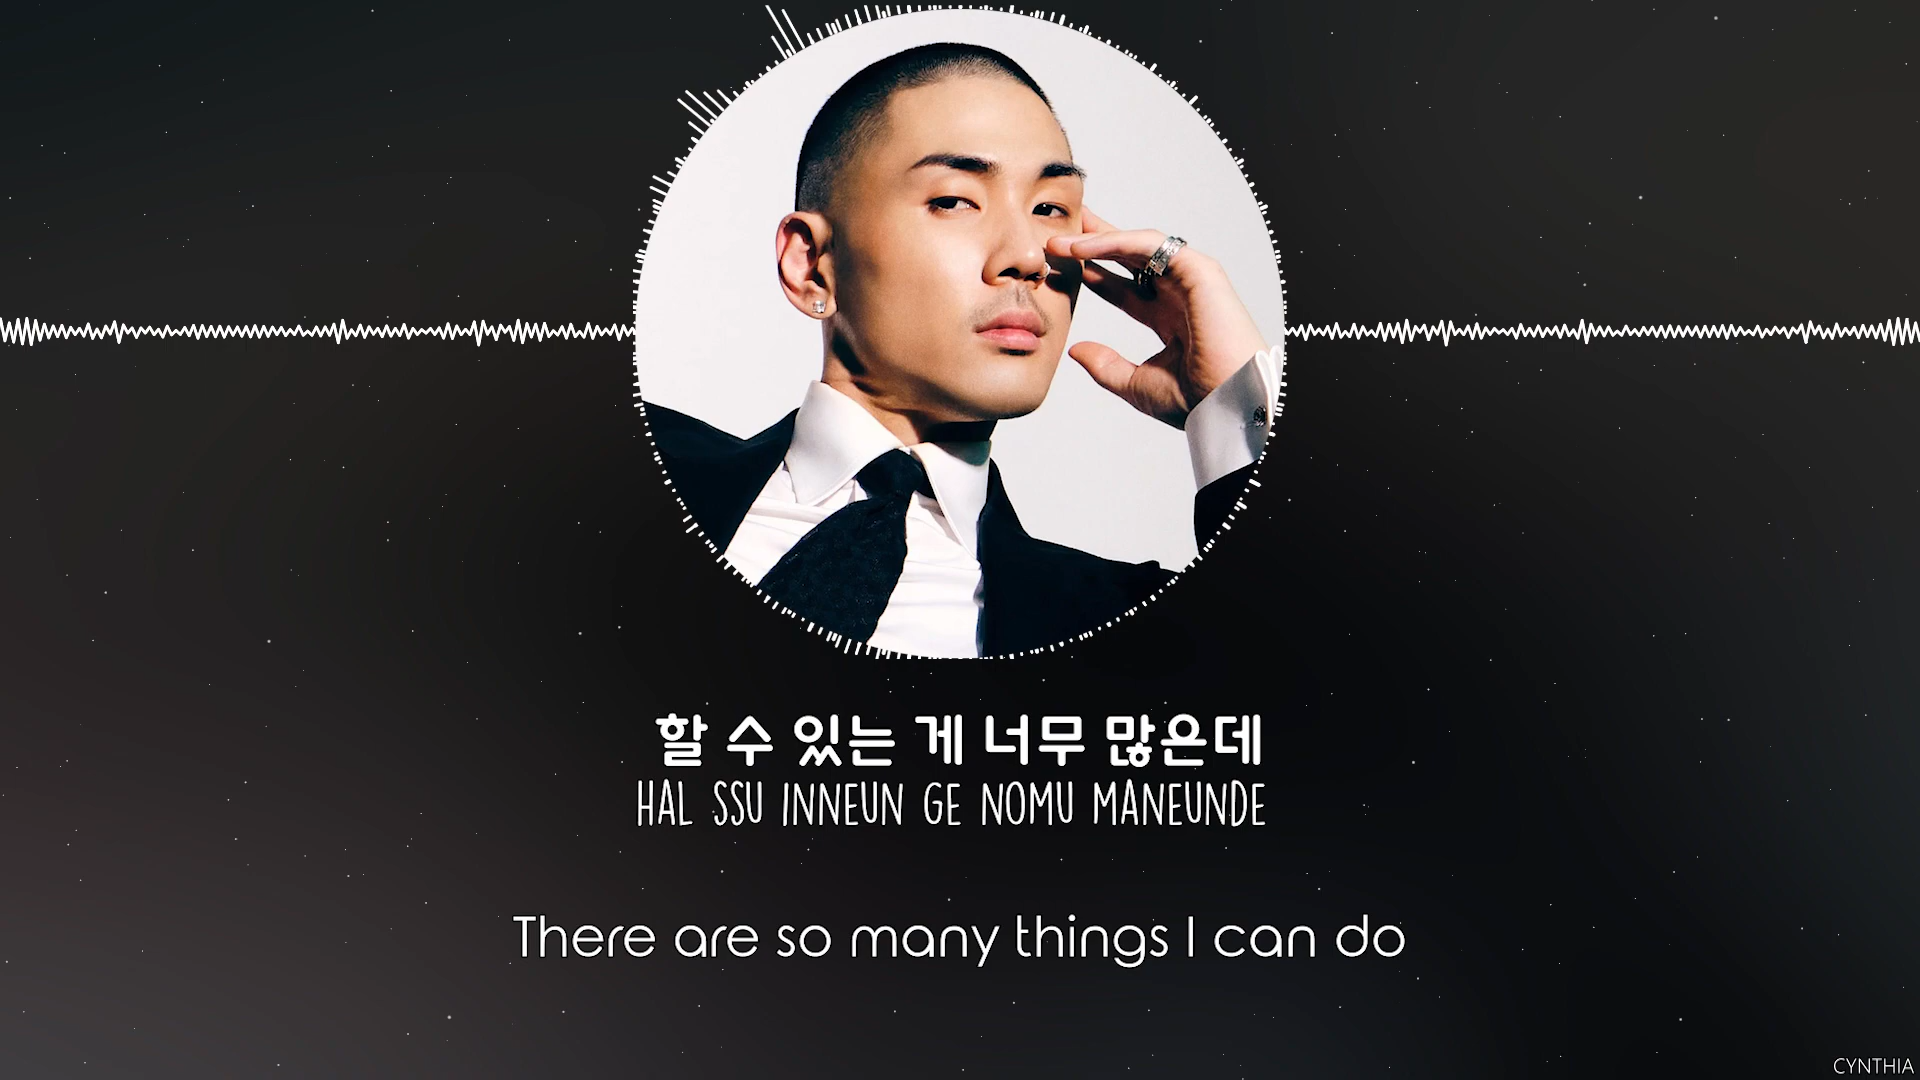 할 수 있는 게 너무 많은데
HAL SSU INNEUN GE NOMU MANEUNDE
There are so many things I can do
CYNTHIA